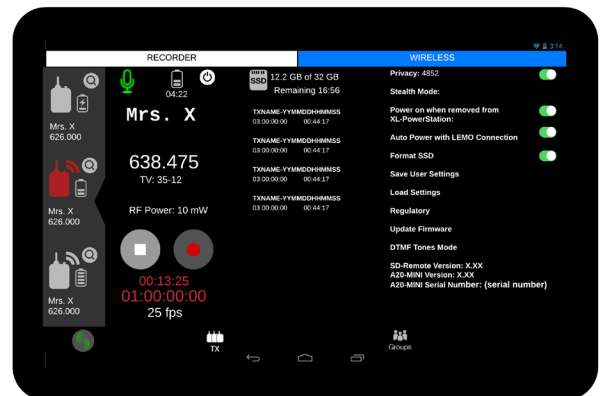 3:14
RECORDER
WIRELESS
Mrs. X
626.000
Mrs. X
626.000
Mrs. X
626.000
04:22
Mrs. X
638.475
TV: 35-12
RF Power: 10 mW
00:13:25
01:00:00:00
25 fps
SSD
12.2 GB of 32 GB
Remaining 16:56
TXNAME-YYMMDDHHMMSS
03:00:00:00 00:44:17
TXNAME-YYMMDDHHMMSS
03:00:00:00 00:44:17
TXNAME-YYMMDDHHMMSS
03:00:00:00 00:44:17
TXNAME-YYMMDDHHMMSS
03:00:00:00 00:44:17
Privacy: 4852
Stealth Mode:
Power on when removed from
XL-PowerStation:
Auto Power with LEMO Connection
Format SSD
Save User Settings
Load Settings
Regulatory
Update Firmware
DTMF Tones Mode
SD-Remote Version: X.XX
A20-MINI Version: X.XX
A20-MINI Serial Number: (serial number)
TX
Groups